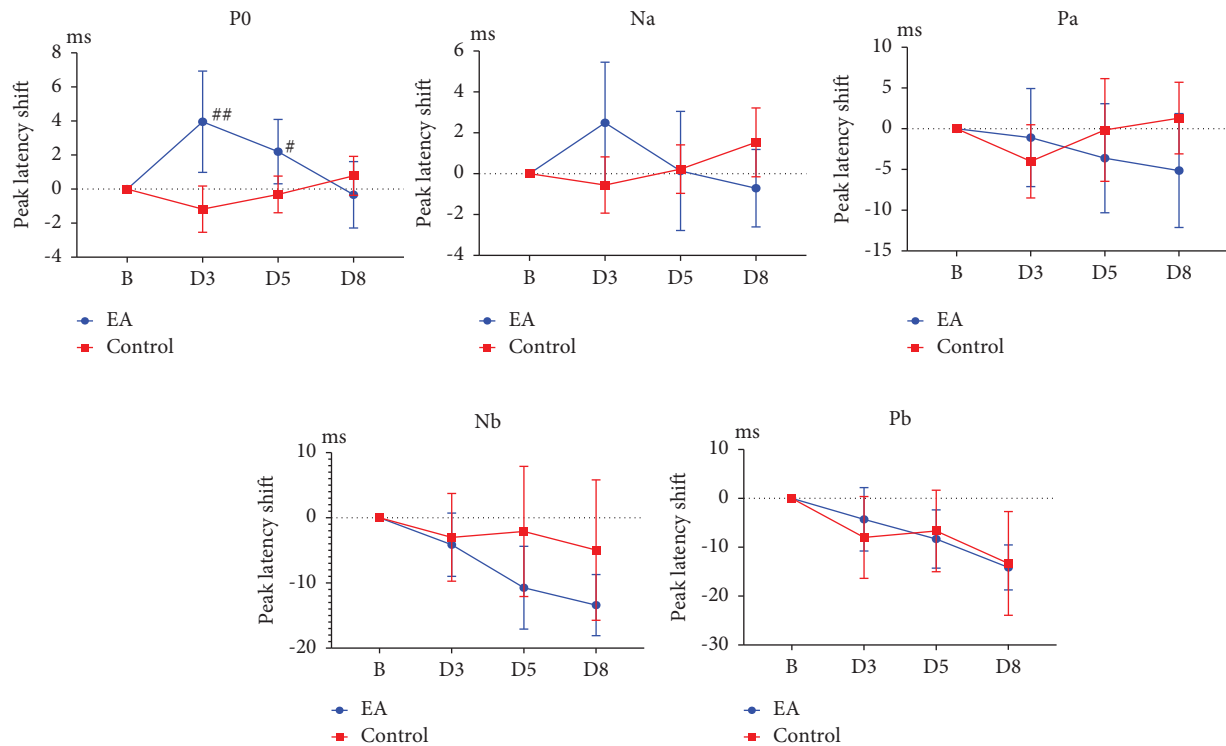 P0
ms
Peak latency shift
8
6
4
2
0
-2
-4
##
#
B D3 D5 D8
EA
Control
Na
ms
Peak latency shift
6
4
2
0
-2
-4
B D3 D5 D8
EA
Control
Pa
ms
Peak latency shift
10
5
0
-5
-10
-15
B D3 D5 D8
EA
Control
Nb
ms
Peak latency shift
10
0
-10
-20
B D3 D5 D8
EA
Control
Pb
ms
Peak latency shift
10
0
-10
-20
-30
B D3 D5 D8
EA
Control